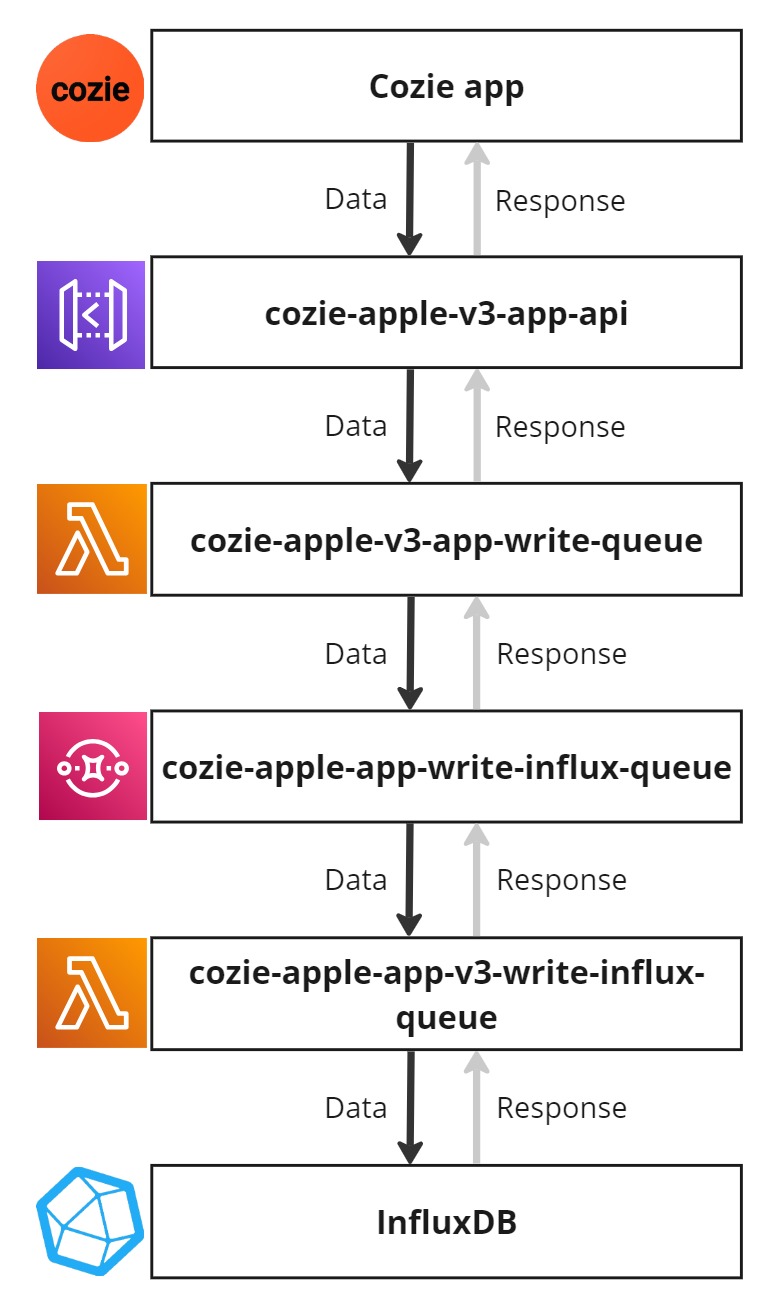 cozie
Cozie app
Data
Response
cozie-apple-v3-app-api
Data
Response
cozie-apple-v3-app-write-queue
Data
Response
cozie-apple-app-write-influx-queue
Data
Response
cozie-apple-app-v3-write-influx-
queue
Data
Response
InfluxDB